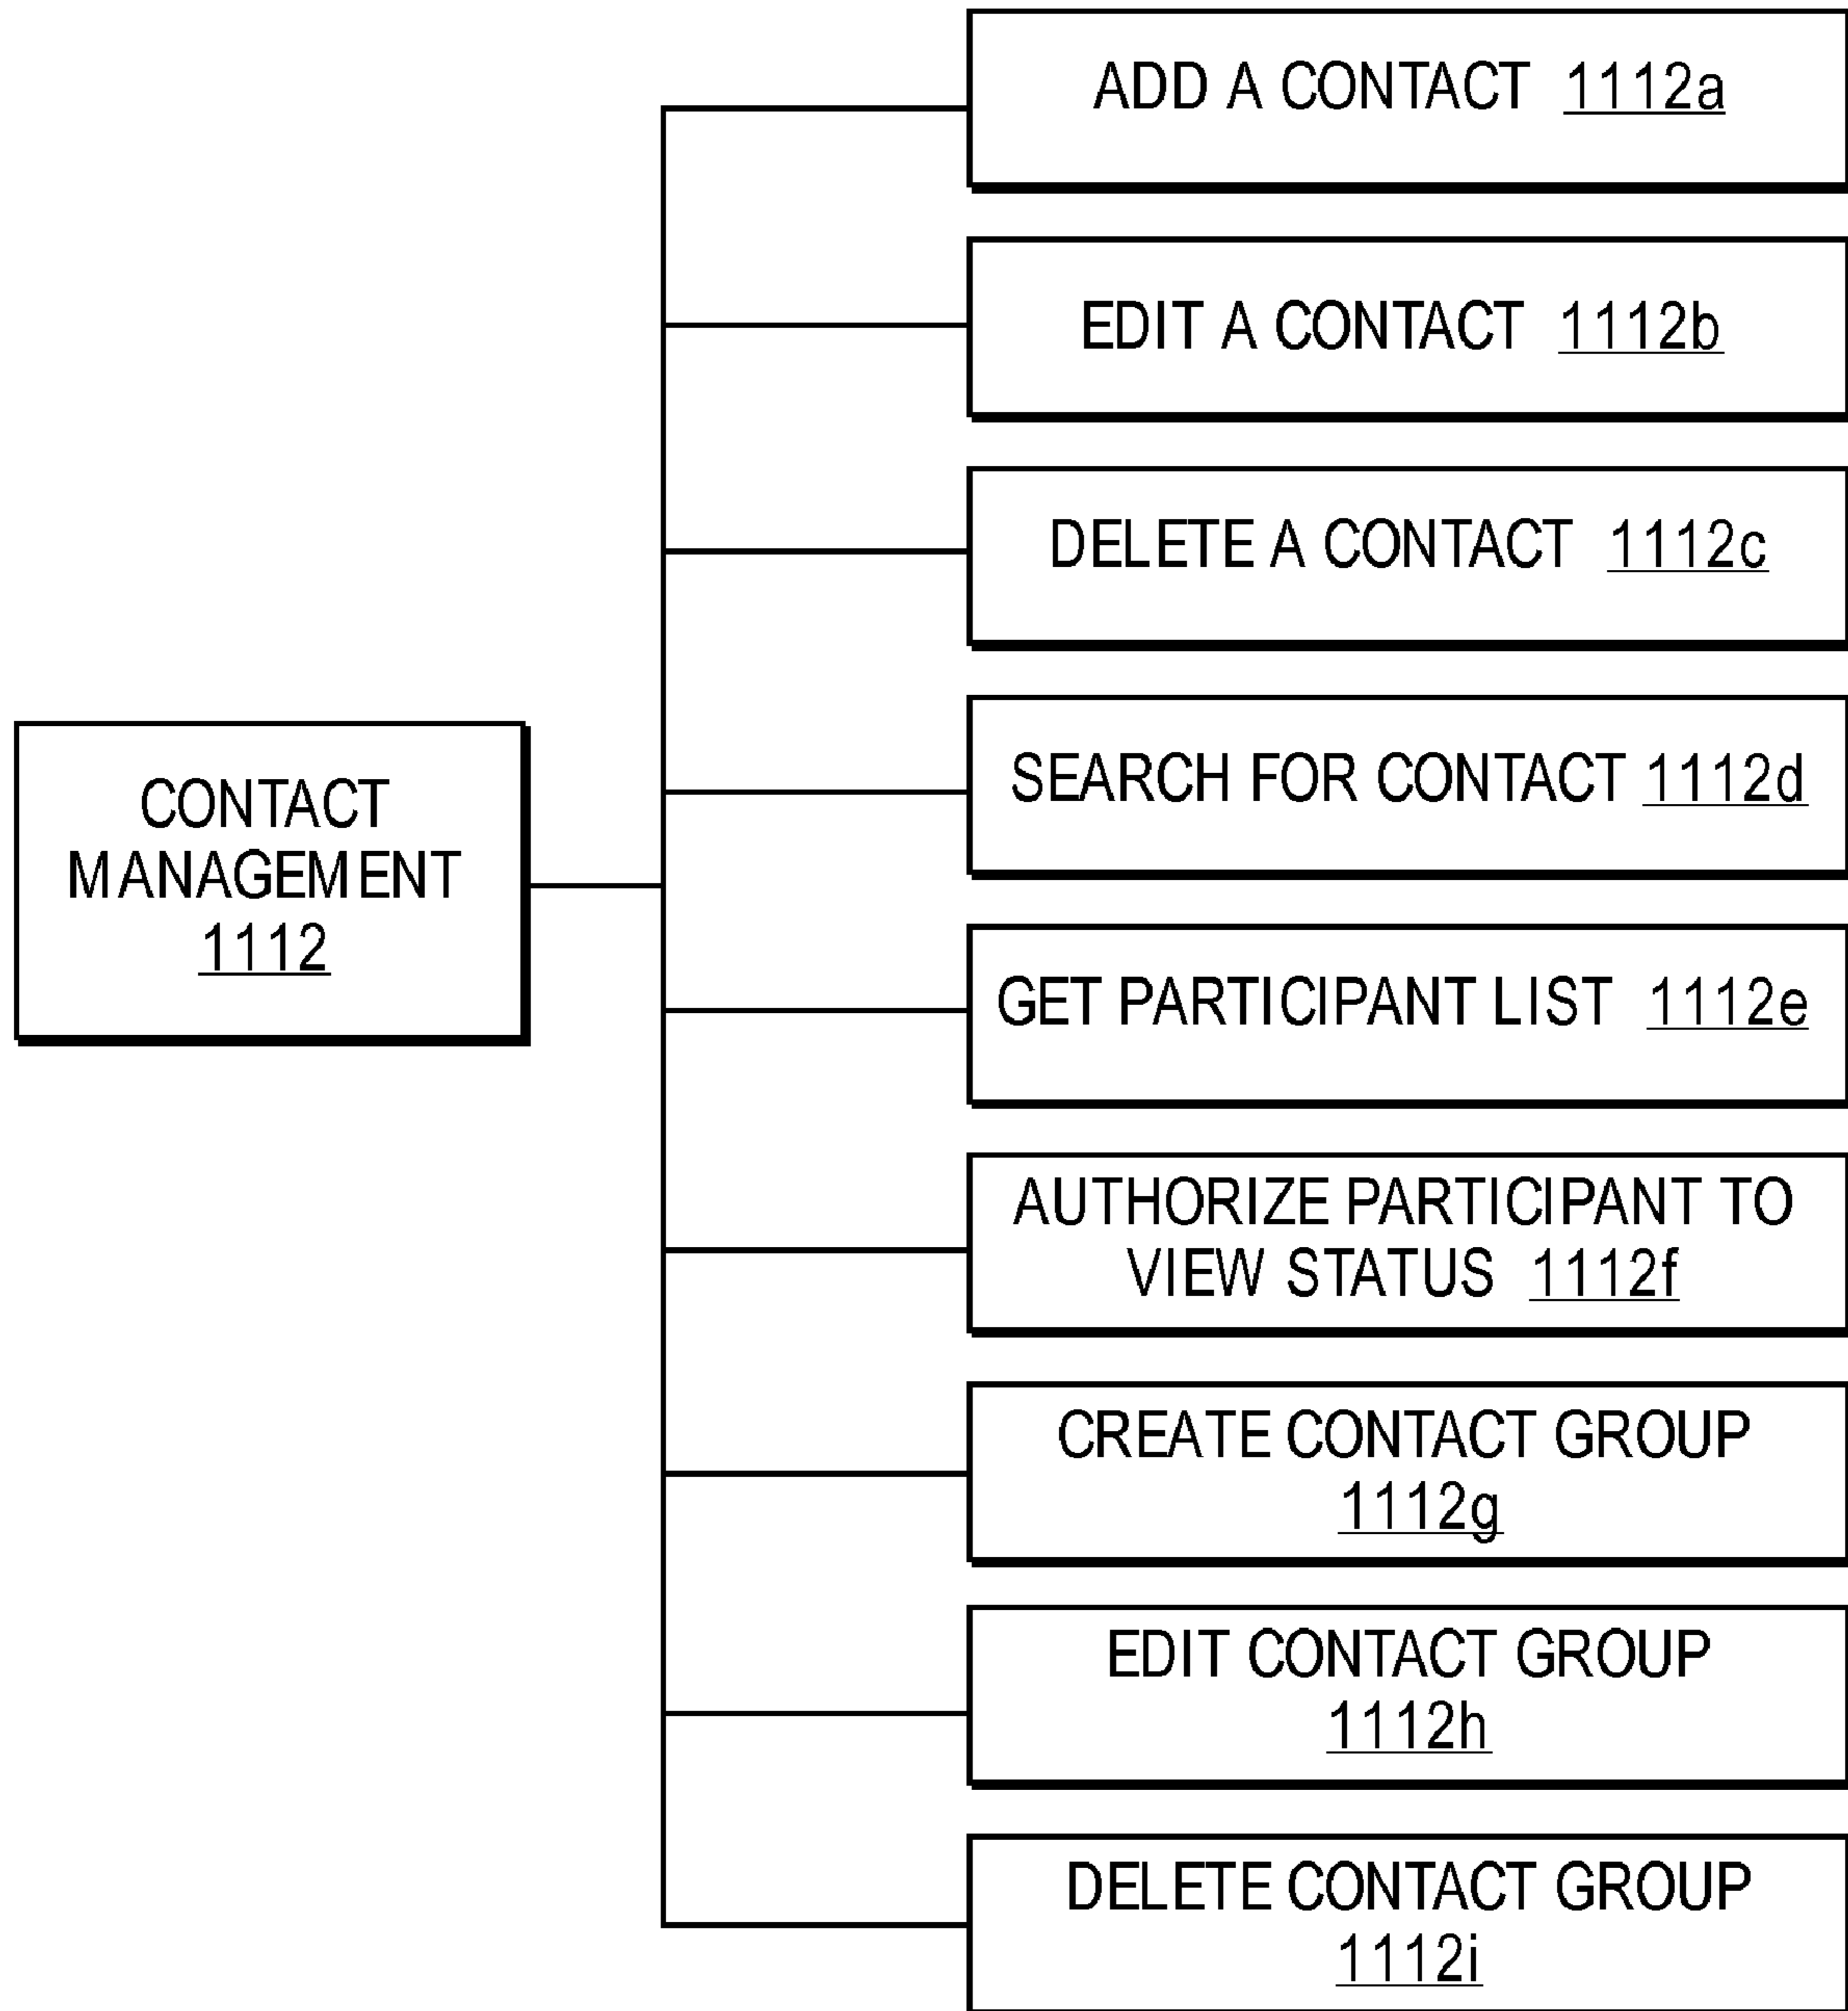 ADD A CONTACT 1112a
EDIT A CONTACT 1112b
DELETE A CONTACT 1112c
SEARCH FOR CONTACT 1112d
CONTACT
MANAGEMENT
1112
GET PARTICIPANT LIST 1112e
AUTHORIZE PARTICIPANT TO
VIEW STATUS 1112f
CREATE CONTACT GROUP
1112g
EDIT CONTACT GROUP
1112h
DELETE CONTACT GROUP
1112i